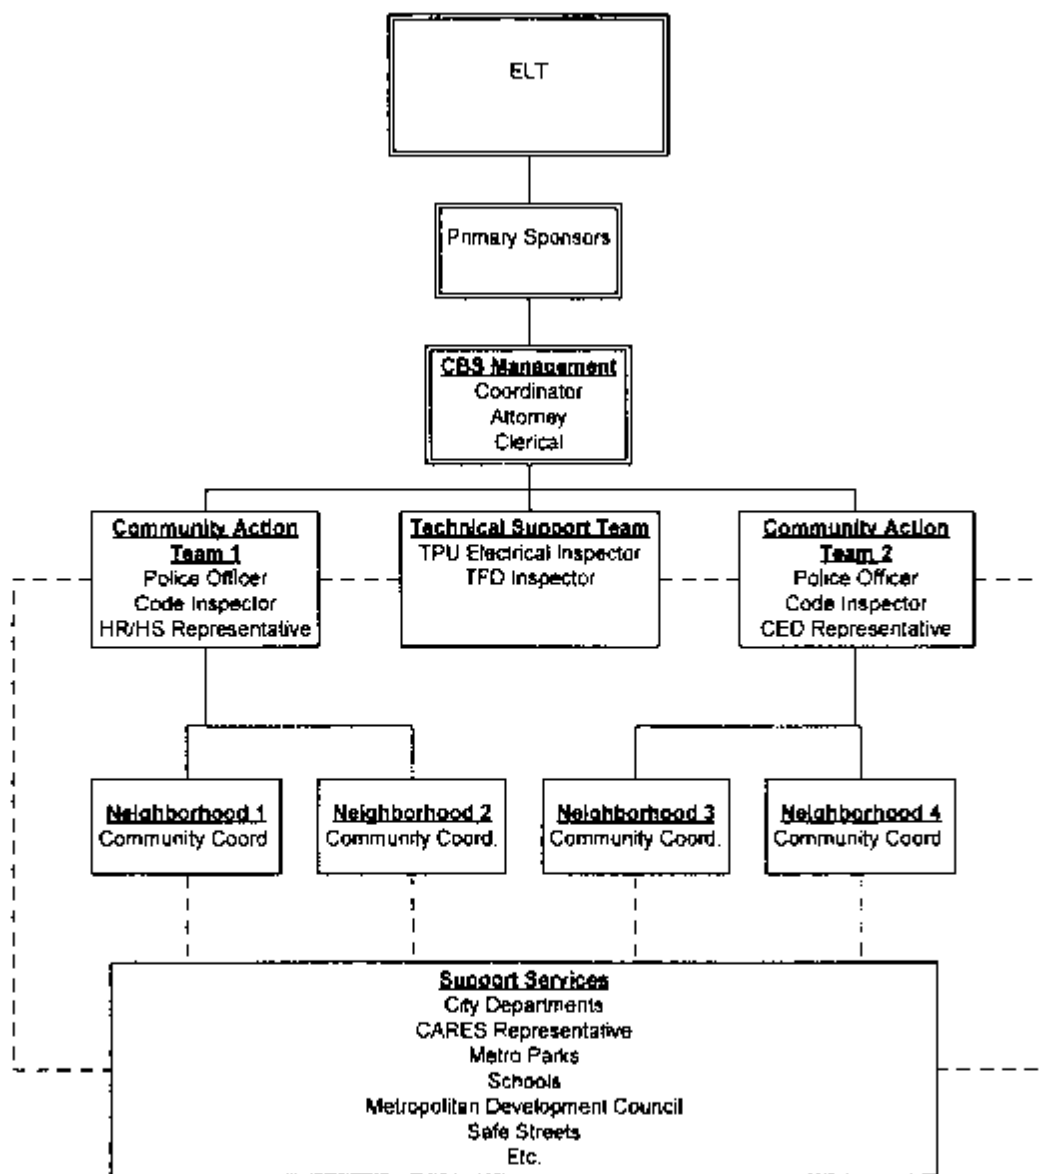 ELT
Primary Sponsors
CBS Management
Coordinator
Attorney
Clerical
Community Action
Team 1
Police Officer
Code Inspector
HR/HS Representative
Technical Support Team
TPU Electrical Inspector
TFD Inspector
Community Action
Team 2
Police Officer
Code Inspector
CED Representative
Neighborhood 1
Community Coord
Neighborhood 2
Community Coord.
Neighborhood 3
Community Coord.
Neighborhood 4
Community Coord
Support Services
City Departments
CARES Representative
Metro Parks
Schools
Metropolitan Development Council
Safe Streets
Etc.